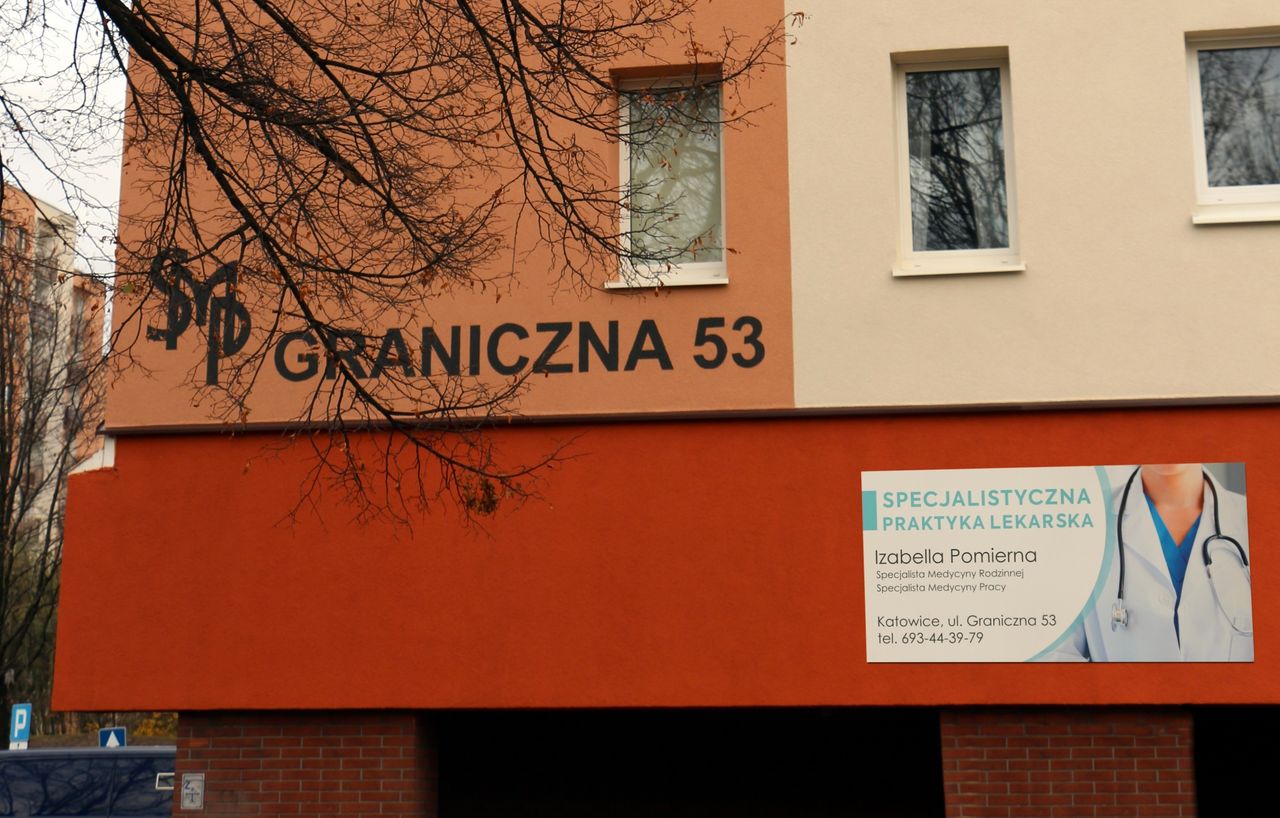 SMP
GRANICZNA 53
SPECJALISTYCZNA
PRAKTYKA LEKARSKA
Izabella Pomierna
Specjalista Medycyny Rodzinnej
Specjalista Medycyny Pracy
Katowice, ul. Graniczna 53
tel. 693-44-39-79
P